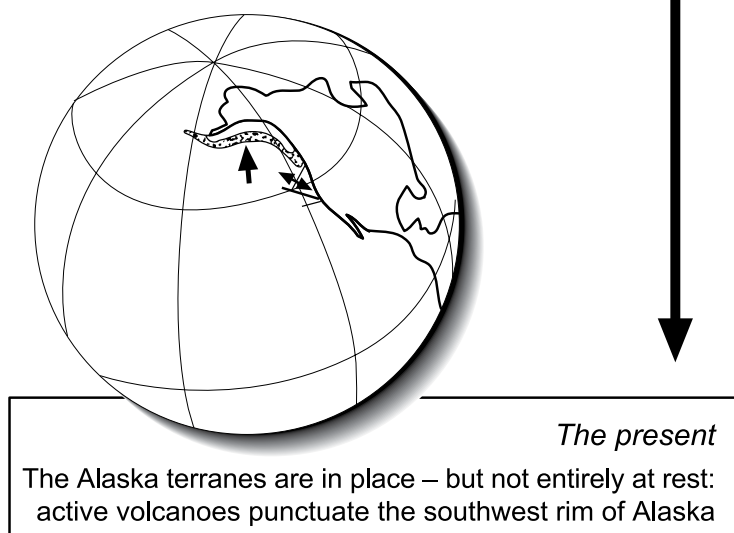 The present
The Alaska terranes are in place – but not entirely at rest:
active volcanoes punctuate the southwest rim of Alaska